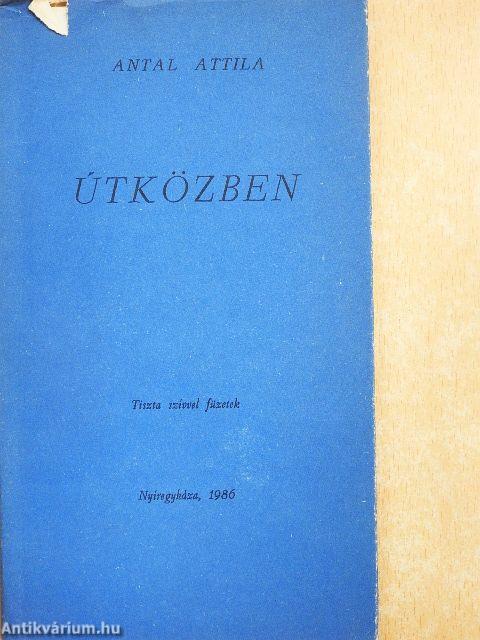 ANTAL ATTILA
ÚTKÖZBEN
Tiszta szívvel füzetek
Nyíregyháza, 1986
Antikvárium.hu